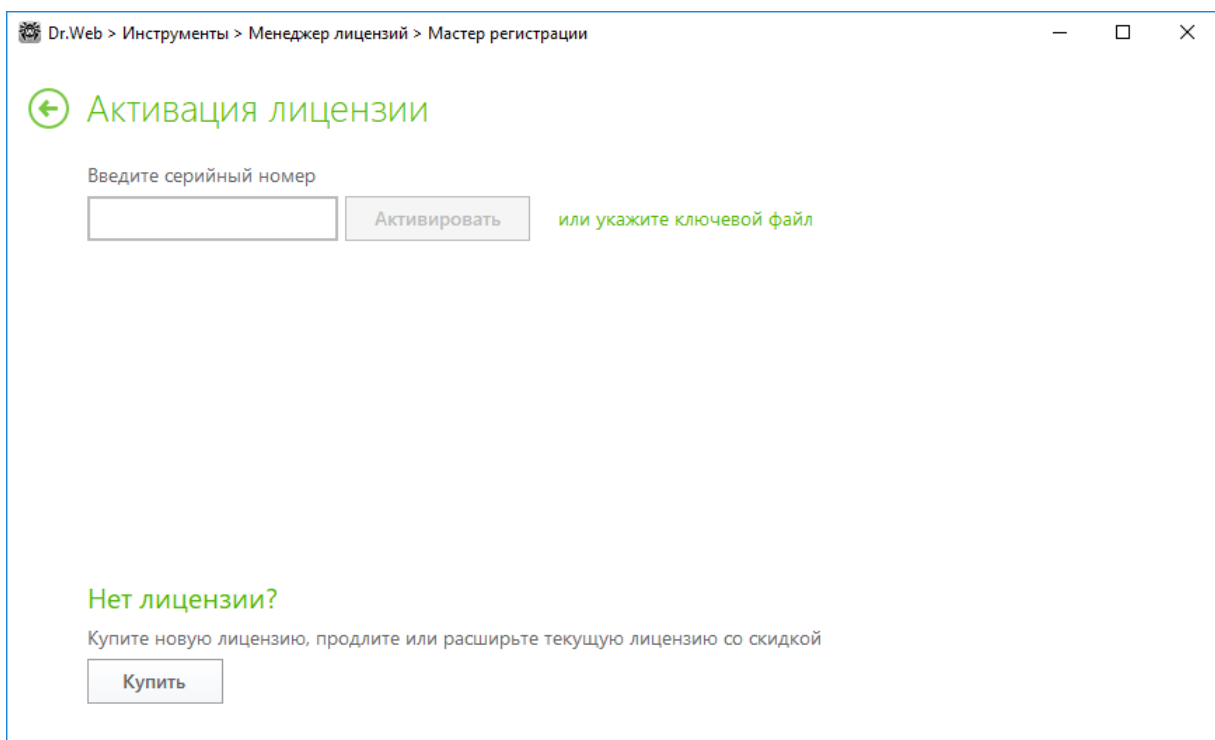 Dr.Web > Инструменты > Менеджер лицензий > Мастер регистрации
Активация лицензии
Введите серийный номер
Активировать или укажите ключевой файл
Нет лицензии?
Купите новую лицензию, продлите или расширьте текущую лицензию со скидкой
Купить